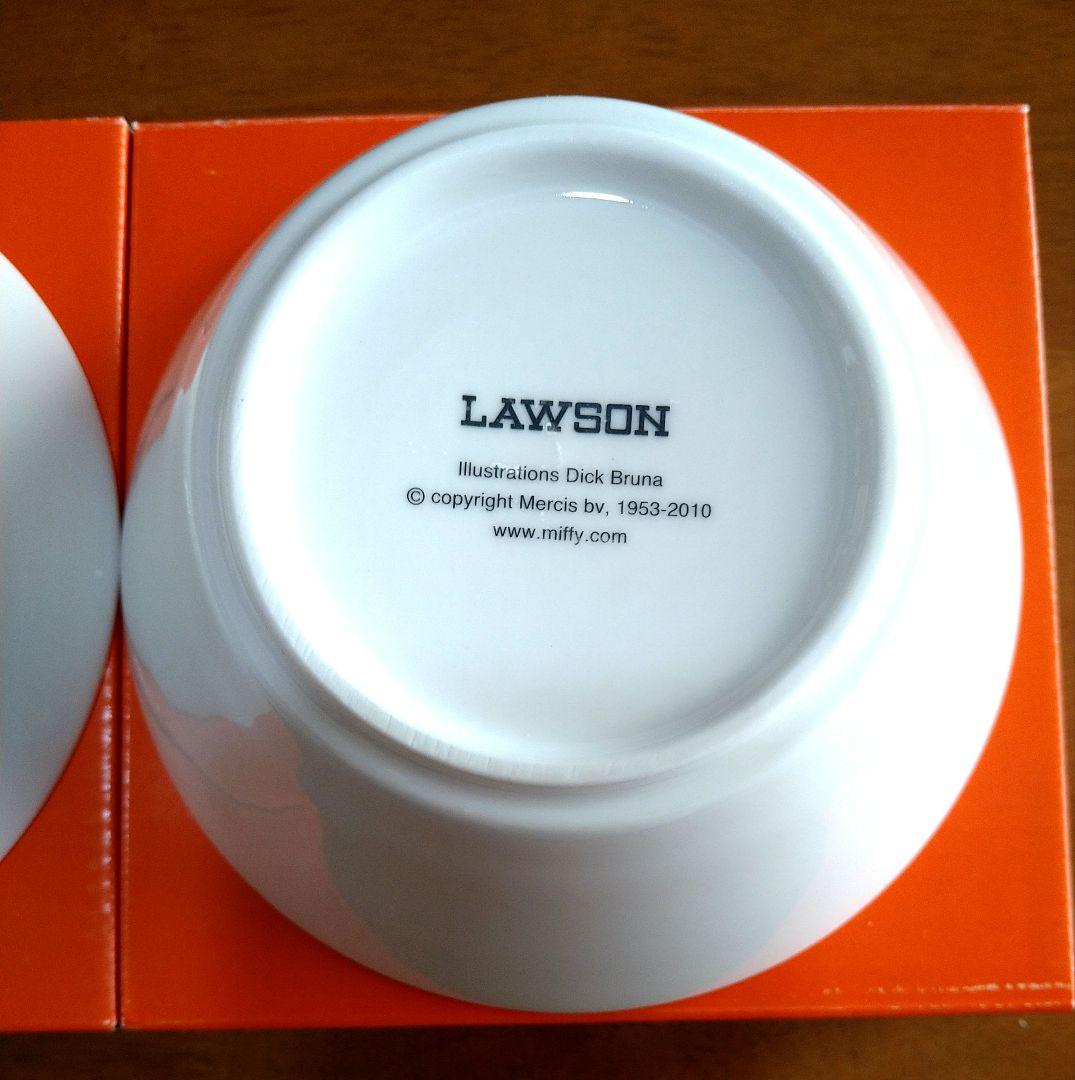 LAWSON
Illustrations Dick Bruna
© copyright Mercis bv, 1953-2010
www.miffy.com